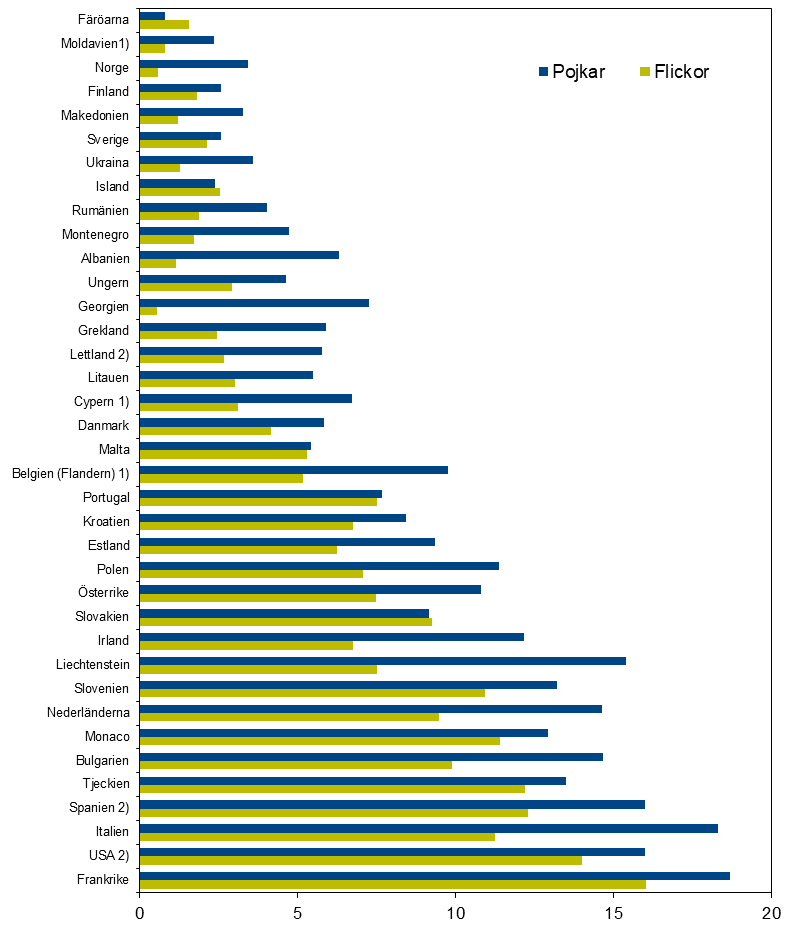 Färöarna
Moldavien1)
Norge
Finland
Makedonien
Sverige
Ukraina
Island
Rumänien
Montenegro
Albanien
Ungern
Georgien
Grekland
Lettland 2)
Litauen
Cypern 1)
Danmark
Malta
Belgien (Flandern) 1)
Portugal
Kroatien
Estland
Polen
Österrike
Slovakien
Irland
Liechtenstein
Slovenien
Nederländerna
Monaco
Bulgarien
Tjeckien
Spanien 2)
Italien
USA 2)
Frankrike
Pojkar Flickor
0 5 10 15 20